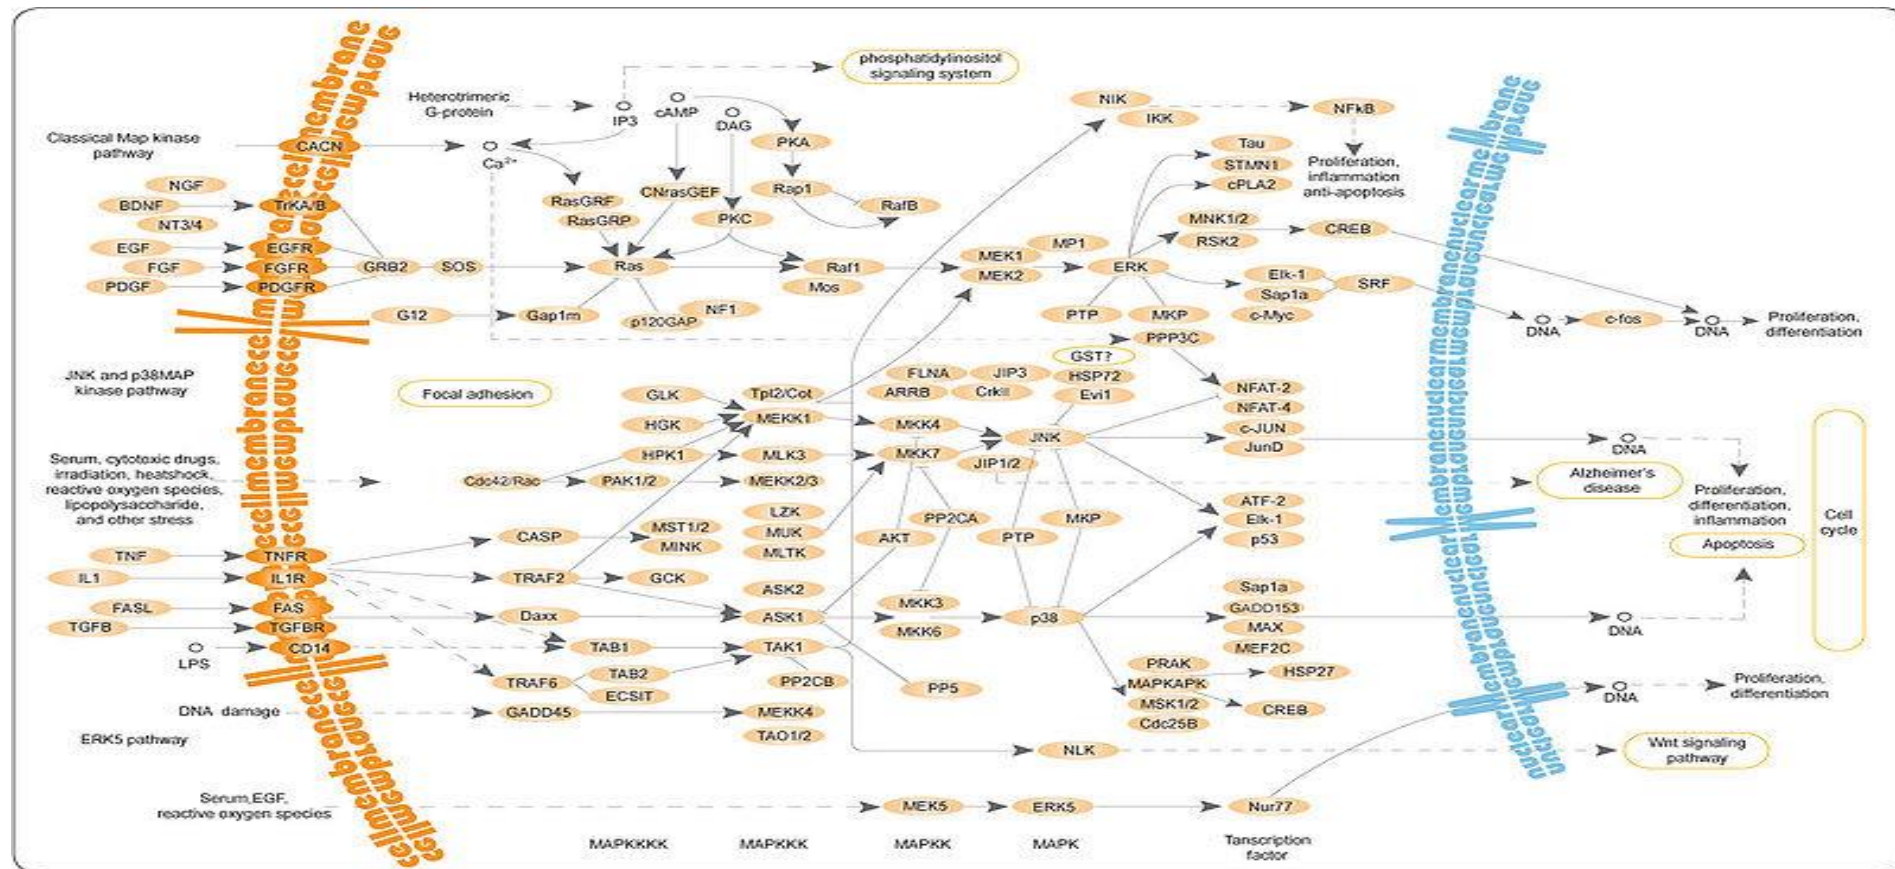 phosphatidylinositol
signaling system
Heterotrimeric
G-protein
IP3
cAMP
DAG
NIK
IKK
NFkB
Classical Map kinase
pathway
CACN
Ca2+
PKA
Tau
STMN1
cPLA2
Proliferation,
inflammation
anti-apoptosis
NGF
BDNF
NT3/4
TrKA/B
RasGRF
RasGRP
CNrasGEF
Rap1
PKC
RafB
MNK1/2
RSK2
CREB
EGF
FGF
PDGF
EGFR
FGFR
PDGFR
GRB2
SOS
Ras
Raf1
Mos
MEK1
MEK2
MP1
ERK
Elk-1
Sap1a
c-Myc
SRF
G12
Gap1m
p120GAP
NF1
PTP
MKP
PPP3C
DNA
c-fos
DNA
Proliferation,
differentiation
JNK and p38MAP
kinase pathway
Focal adhesion
GLK
HGK
HPK1
Tpl2/Cot
MEKK1
MLK3
FLNA
ARRB
JIP3
CrkII
GST?
HSP72
Evi1
MKK4
MKK7
JNK
JIP1/2
NFAT-2
NFAT-4
c-JUN
JunD
DNA
Serum, cytotoxic drugs,
irradiation, heatshock,
reactive oxygen species,
lipopolysaccharide,
and other stress
Cdc42/Rac
PAK1/2
MEKK2/3
Alzheimer's
disease
Proliferation,
differentiation,
inflammation
Apoptosis
Cell
cycle
LZK
MUK
MLTK
AKT
PP2CA
PTP
MKP
ATF-2
Elk-1
p53
TNF
IL1
FASL
TGFB
LPS
TNFR
IL1R
FAS
TGFBR
CD14
CASP
MST1/2
MINK
TRAF2
GCK
Daxx
ASK2
ASK1
MKK3
MKK6
p38
Sap1a
GADD153
MAX
MEF2C
DNA
TAB1
TAK1
TRAF6
TAB2
ECSIT
PP2CB
PP5
PRAK
MAPKAPK
MSK1/2
Cdc25B
HSP27
CREB
DNA
Proliferation,
differentiation
DNA damage
GADD45
MEKK4
TAO1/2
ERK5 pathway
NLK
Wnt signaling
pathway
Serum,EGF,
reactive oxygen species
MEK5
ERK5
Nur77
MAPKKKK
MAPKKK
MAPKK
MAPK
Tanscription
factor